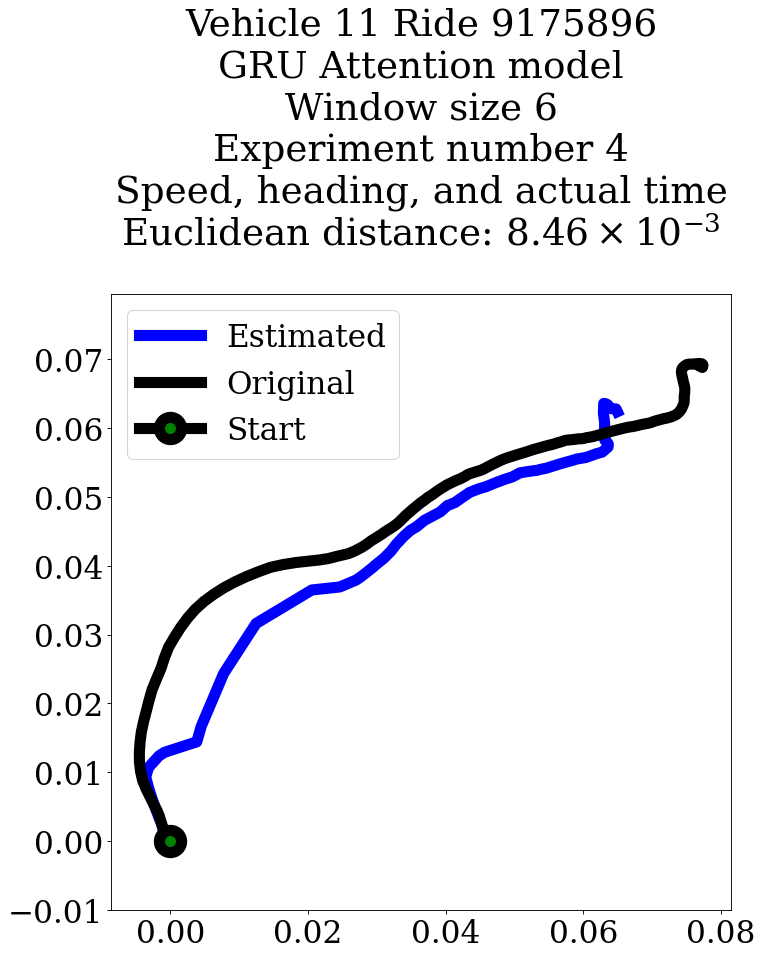 Vehicle 11 Ride 9175896
GRU Attention model
Window size 6
Experiment number 4
Speed, heading, and actual time
Euclidean distance: 8.46 × 10⁻³
Estimated
Original
Start
0.07
0.06
0.05
0.04
0.03
0.02
0.01
0.00
−0.01
0.00 0.02 0.04 0.06 0.08